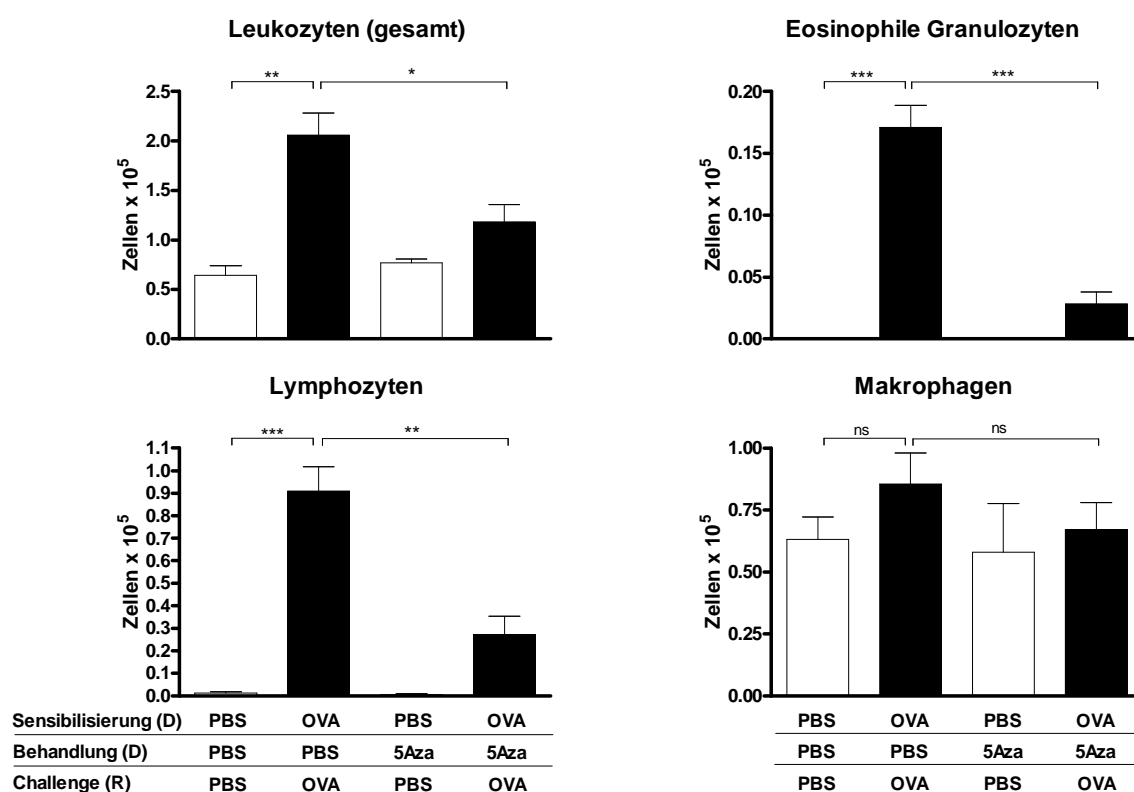 Leukozyten (gesamt)
** *
Zellen x 10⁵
2.5
2.0
1.5
1.0
0.5
0.0
Eosinophile Granulozyten
*** ***
Zellen x 10⁵
0.20
0.15
0.10
0.05
0.00
Lymphozyten
*** **
Zellen x 10⁵
1.1
1.0
0.9
0.8
0.7
0.6
0.5
0.4
0.3
0.2
0.1
0.0
Makrophagen
ns ns
Zellen x 10⁵
1.00
0.75
0.50
0.25
0.00
Sensibilisierung (D) PBS OVA PBS OVA
Behandlung (D) PBS PBS 5Aza 5Aza
Challenge (R) PBS OVA PBS OVA
PBS OVA PBS OVA
PBS PBS 5Aza 5Aza
PBS OVA PBS OVA